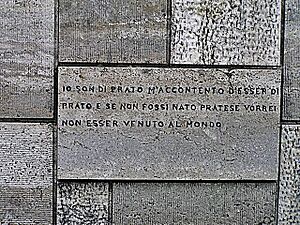 IO SON DI PRATO M'ACCONTENTO D'ESSER DI
PRATO E SE NON FOSSI NATO PRATESE VORREI
NON ESSER VENUTO AL MONDO